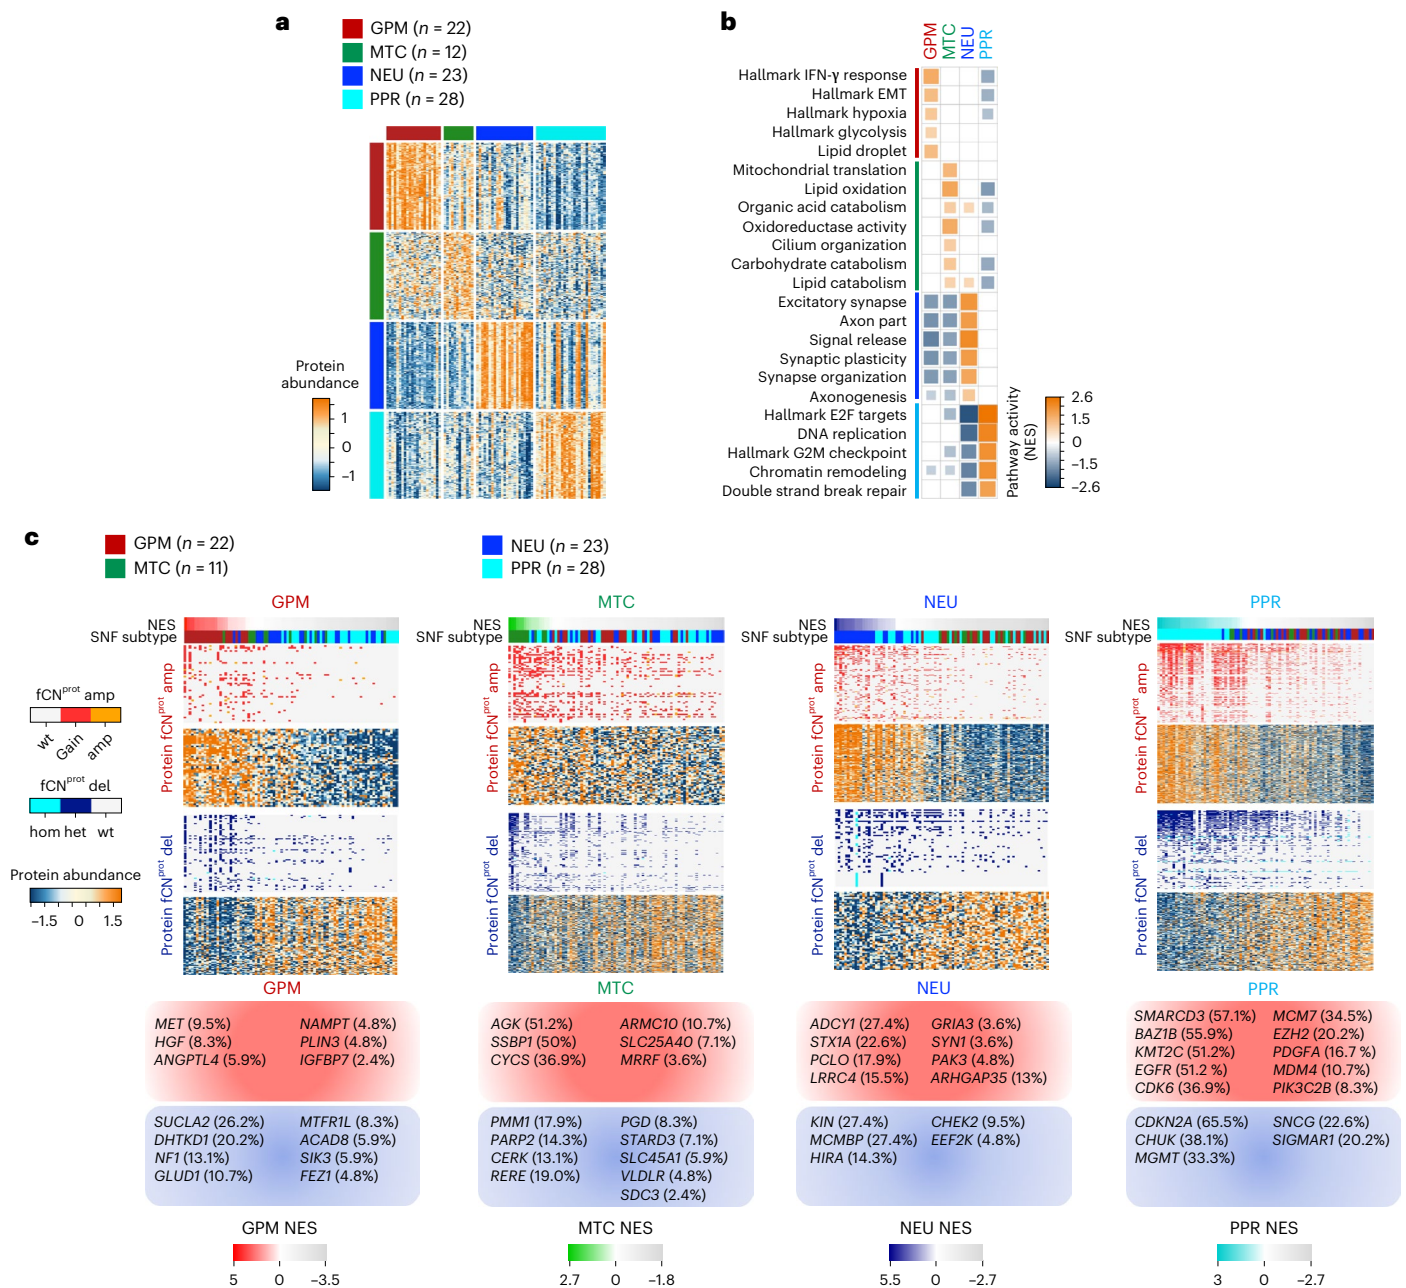 a
GPM (n = 22)
MTC (n = 12)
NEU (n = 23)
PPR (n = 28)
Protein
abundance
1
0
−1
b
GPM
MTC
NEU
PPR
Hallmark IFN-γ response
Hallmark EMT
Hallmark hypoxia
Hallmark glycolysis
Lipid droplet
Mitochondrial translation
Lipid oxidation
Organic acid catabolism
Oxidoreductase activity
Cilium organization
Carbohydrate catabolism
Lipid catabolism
Excitatory synapse
Axon part
Signal release
Synaptic plasticity
Synapse organization
Axonogenesis
Hallmark E2F targets
DNA replication
Hallmark G2M checkpoint
Chromatin remodeling
Double strand break repair
Pathway activity
(NES)
2.6
1.5
0
−1.5
−2.6
c
GPM (n = 22)
MTC (n = 11)
NEU (n = 23)
PPR (n = 28)
fCNprot amp
wt
Gain
amp
fCNprot del
hom het wt
Protein abundance
−1.5 0 1.5
GPM
NES
SNF subtype
Protein fCNprot amp
Protein fCNprot del
MTC
NES
SNF subtype
Protein fCNprot amp
Protein fCNprot del
NEU
NES
SNF subtype
Protein fCNprot amp
Protein fCNprot del
PPR
NES
SNF subtype
Protein fCNprot amp
Protein fCNprot del
GPM
MET (9.5%) NAMPT (4.8%)
HGF (8.3%) PLIN3 (4.8%)
ANGPTL4 (5.9%) IGFBP7 (2.4%)
SUCLA2 (26.2%) MTFR1L (8.3%)
DHTKD1 (20.2%) ACAD8 (5.9%)
NF1 (13.1%) SIK3 (5.9%)
GLUD1 (10.7%) FEZ1 (4.8%)
GPM NES
5 0 −3.5
MTC
AGK (51.2%) ARMC10 (10.7%)
SSBP1 (50%) SLC25A40 (7.1%)
CYCS (36.9%) MRRF (3.6%)
PMM1 (17.9%) PGD (8.3%)
PARP2 (14.3%) STARD3 (7.1%)
CERK (13.1%) SLC45A1 (5.9%)
RERE (19.0%) VLDLR (4.8%)
SDC3 (2.4%)
MTC NES
2.7 0 −1.8
NEU
ADCY1 (27.4%) GRIA3 (3.6%)
STX1A (22.6%) SYN1 (3.6%)
PCLO (17.9%) PAK3 (4.8%)
LRRC4 (15.5%) ARHGAP35 (13%)
KIN (27.4%) CHEK2 (9.5%)
MCMBP (27.4%) EEF2K (4.8%)
HIRA (14.3%)
NEU NES
5.5 0 −2.7
PPR
SMARCD3 (57.1%) MCM7 (34.5%)
BAZ1B (55.9%) EZH2 (20.2%)
KMT2C (51.2%) PDGFA (16.7 %)
EGFR (51.2 %) MDM4 (10.7%)
CDK6 (36.9%) PIK3C2B (8.3%)
CDKN2A (65.5%) SNCG (22.6%)
CHUK (38.1%) SIGMAR1 (20.2%)
MGMT (33.3%)
PPR NES
3 0 −2.7